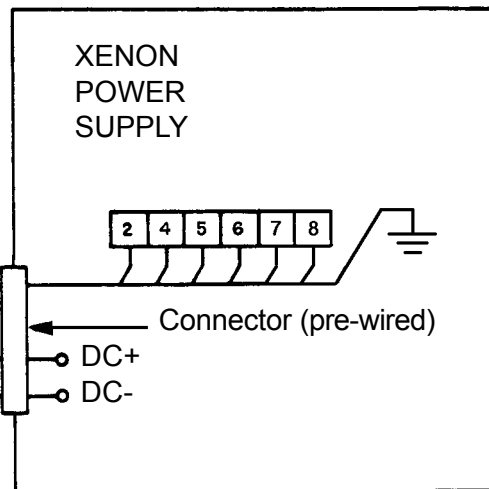 XENON
POWER
SUPPLY
2 4 5 6 7 8
Connector (pre-wired)
DC+
DC-